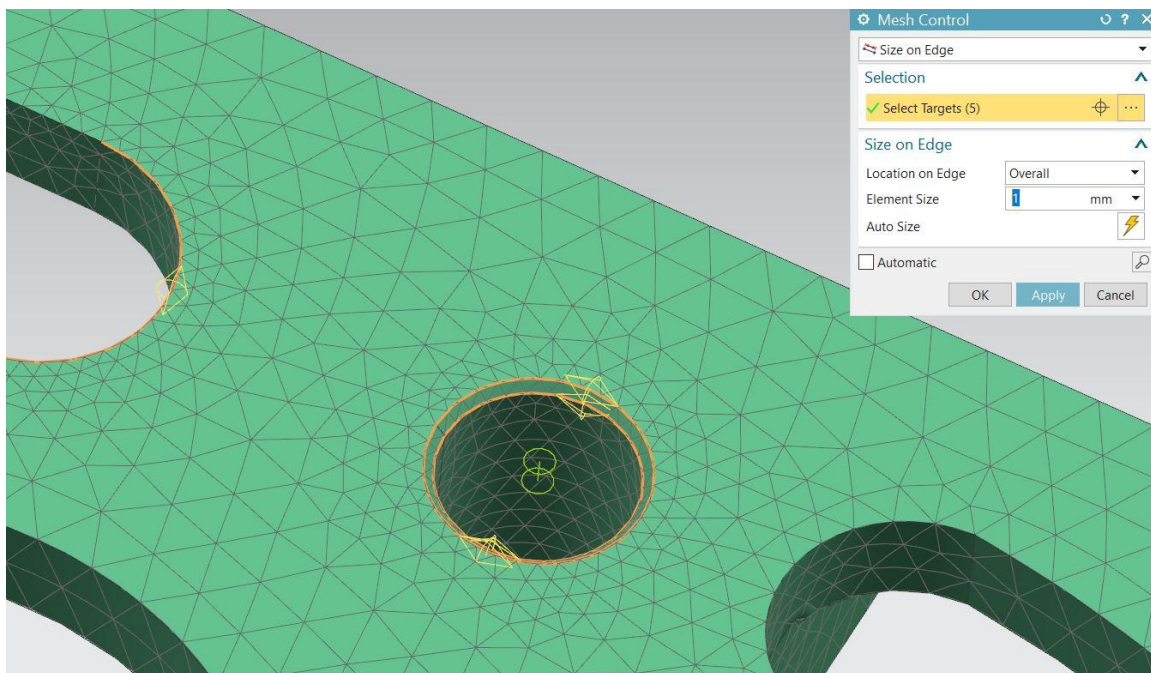 Mesh Control
Size on Edge
Selection
Select Targets (5)
Size on Edge
Location on Edge Overall
Element Size 1 mm
Auto Size
Automatic
OK Apply Cancel